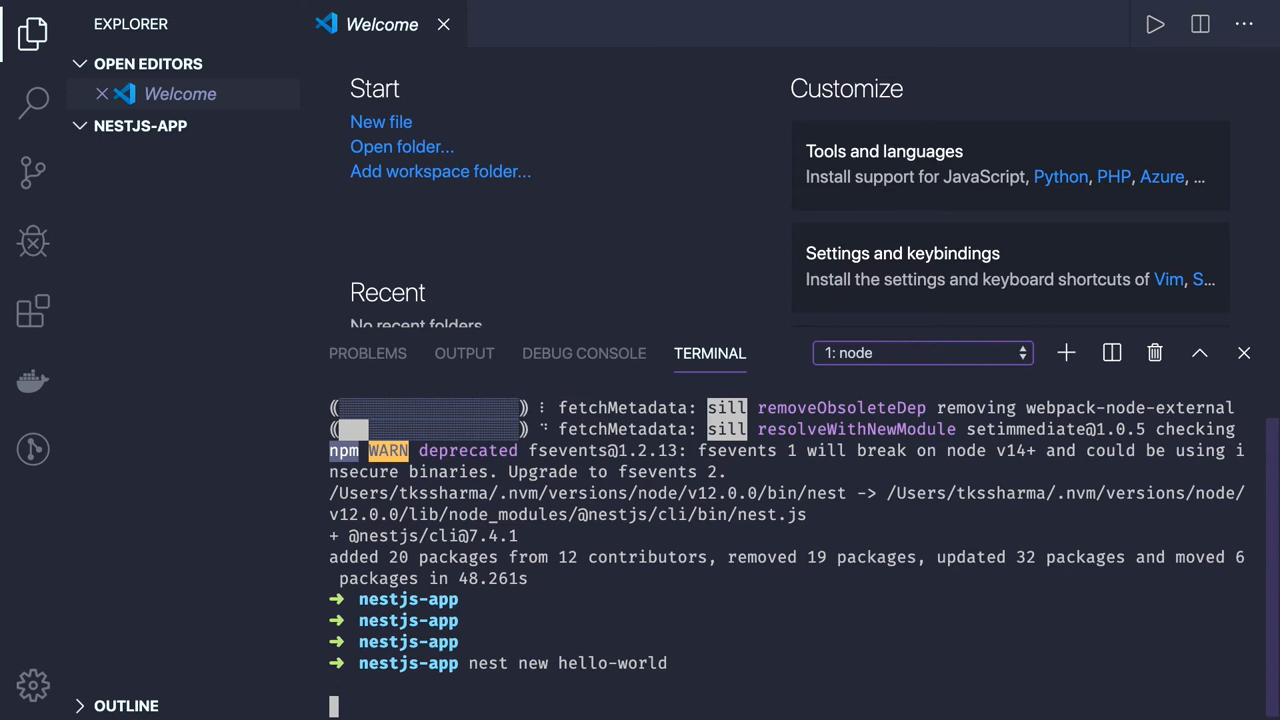 EXPLORER
OPEN EDITORS
Welcome
NESTJS-APP
OUTLINE
Welcome
Start
New file
Open folder...
Add workspace folder...
Recent
No recent folders
Customize
Tools and languages
Install support for JavaScript, Python, PHP, Azure, ...
Settings and keybindings
Install the settings and keyboard shortcuts of Vim, S...
PROBLEMS OUTPUT DEBUG CONSOLE TERMINAL 1: node
fetchMetadata: sill removeObsoleteDep removing webpack-node-external
fetchMetadata: sill resolveWithNewModule setimmediate@1.0.5 checking
npm WARN deprecated fsevents@1.2.13: fsevents 1 will break on node v14+ and could be using i
nsecure binaries. Upgrade to fsevents 2.
/Users/tkssharma/.nvm/versions/node/v12.0.0/bin/nest -> /Users/tkssharma/.nvm/versions/node/
v12.0.0/lib/node_modules/@nestjs/cli/bin/nest.js
+ @nestjs/cli@7.4.1
added 20 packages from 12 contributors, removed 19 packages, updated 32 packages and moved 6
packages in 48.261s
➜ nestjs-app
➜ nestjs-app
➜ nestjs-app
➜ nestjs-app nest new hello-world